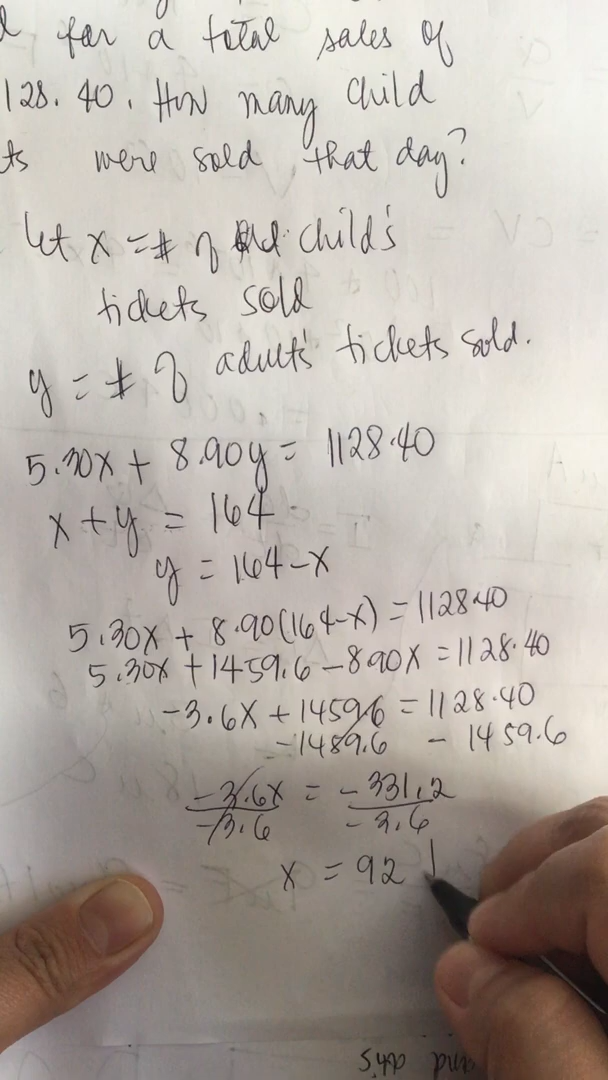 for a total sales of
128.40. How many child
ts were sold that day?
let x = # of child's
tickets sold
y = # of adult's tickets sold.
5.30x + 8.90y = 1128.40
x + y = 164
y = 164-x
5.30x + 8.90(164-x) = 1128.40
5.30x + 1459.6 - 8.90x = 1128.40
-3.6x + 1459.6 = 1128.40
-1459.6 - 1459.6
-3.6x = -331.2
-3.6 -3.6
x = 92